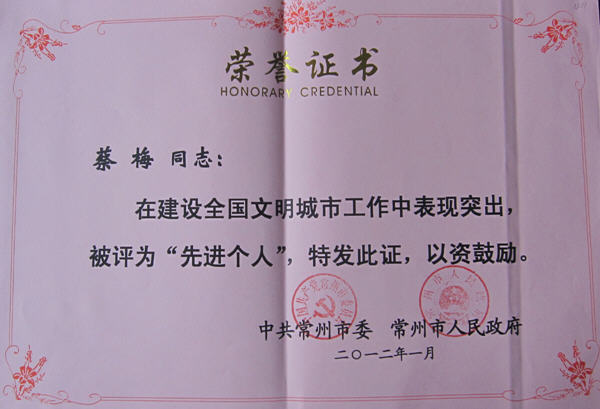 荣誉证书
HONORARY CREDENTIAL
蔡梅 同志：
在建设全国文明城市工作中表现突出，
被评为“先进个人”，特发此证，以资鼓励。
中共常州市委 常州市人民政府
二〇一二年一月